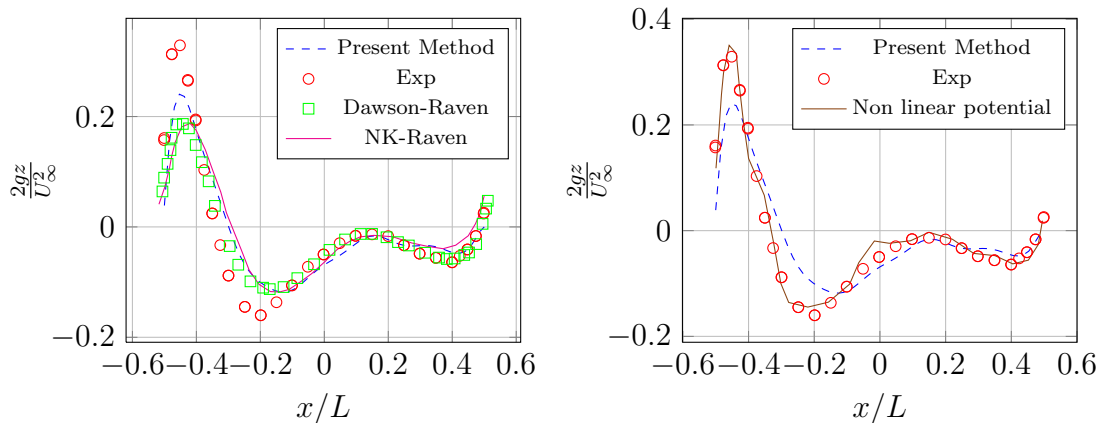 Present Method
Exp
Dawson-Raven
NK-Raven
0.2
0
−0.2
2gz
U²∞
−0.6 −0.4 −0.2 0 0.2 0.4 0.6
x/L
Present Method
Exp
Non linear potential
0.4
0.2
0
−0.2
2gz
U²∞
−0.6 −0.4 −0.2 0 0.2 0.4 0.6
x/L